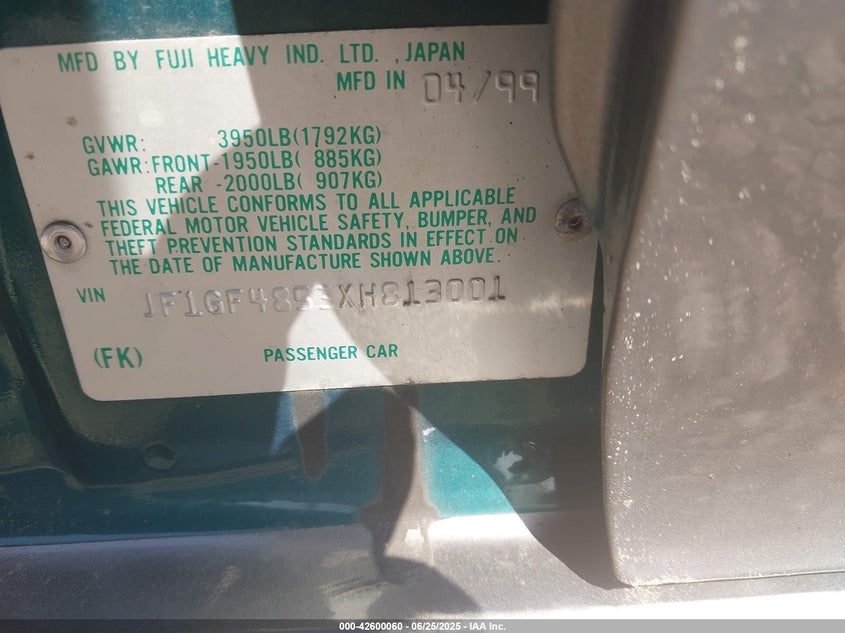 MFD BY FUJI HEAVY IND. LTD. ,JAPAN
MFD IN 04/99
GVWR: 3950LB(1792KG)
GAWR:FRONT-1950LB( 885KG)
REAR -2000LB( 907KG)
THIS VEHICLE CONFORMS TO ALL APPLICABLE
FEDERAL MOTOR VEHICLE SAFETY, BUMPER, AND
THEFT PREVENTION STANDARDS IN EFFECT ON
THE DATE OF MANUFACTURE SHOWN ABOVE.
VIN JF1GF4853XH813001
(FK) PASSENGER CAR
000-42600060 - 06/25/2025 - IAA Inc.